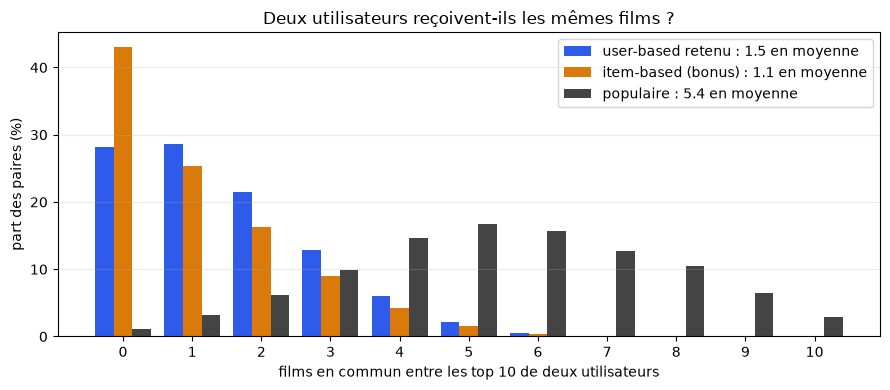 Deux utilisateurs reçoivent-ils les mêmes films ?
user-based retenu : 1.5 en moyenne
item-based (bonus) : 1.1 en moyenne
populaire : 5.4 en moyenne
part des paires (%)
40
30
20
10
0
0 1 2 3 4 5 6 7 8 9 10
films en commun entre les top 10 de deux utilisateurs